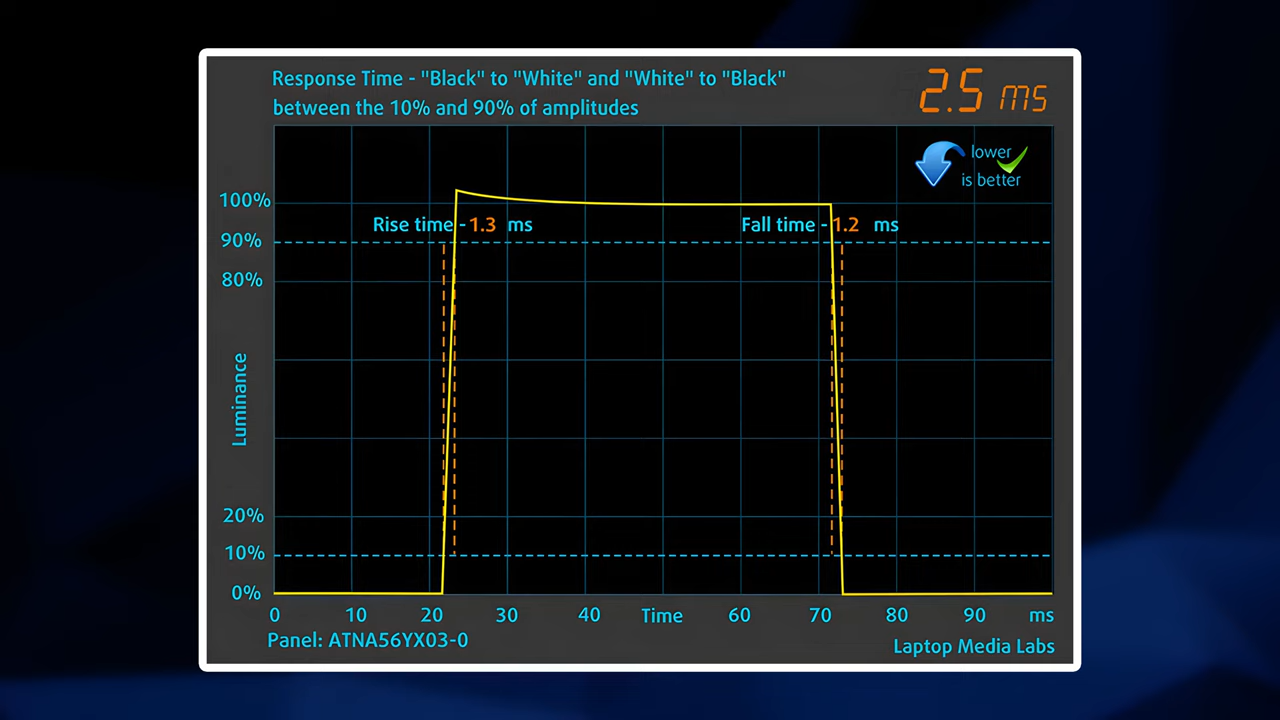 Response Time - "Black" to "White" and "White" to "Black"
between the 10% and 90% of amplitudes
2.5 ms
lower
is better
100%
Rise time - 1.3 ms
Fall time - 1.2 ms
90%
80%
Luminance
20%
10%
0%
0 10 20 30 40 Time 60 70 80 90 ms
Panel: ATNA56YX03-0
Laptop Media Labs